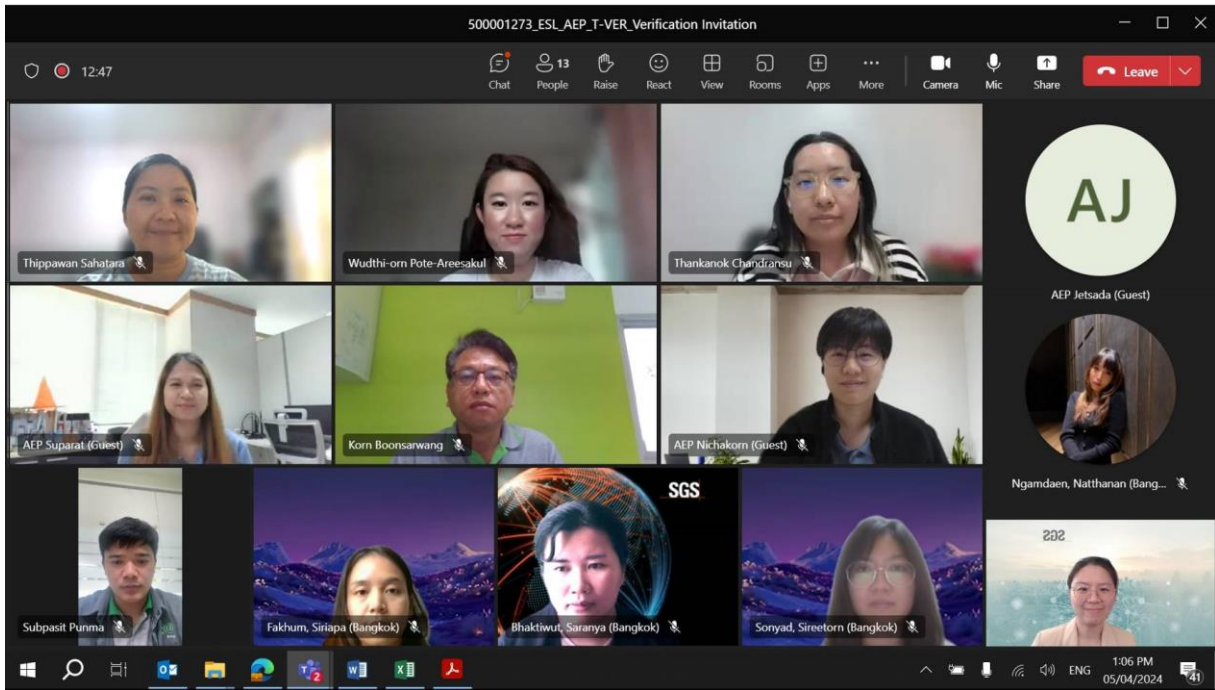 500001273_ESL_AEP_T-VER_Verification Invitation
12:47
Chat
13
People
Raise
React
View
Rooms
Apps
More
Camera
Mic
Share
Leave
Thippawan Sahatara
Wudthi-orn Pote-Areesakul
Thankanok Chandransu
AJ
AEP Jetsada (Guest)
AEP Suparat (Guest)
Korn Boonsarwang
AEP Nichakorn (Guest)
Ngamdaen, Natthanan (Bang...
SGS
SGS
Subpasit Punma
Fakhum, Siriapa (Bangkok)
Bhaktiwut, Saranya (Bangkok)
Sonyad, Sireetorn (Bangkok)
2
ENG
1:06 PM
05/04/2024
41